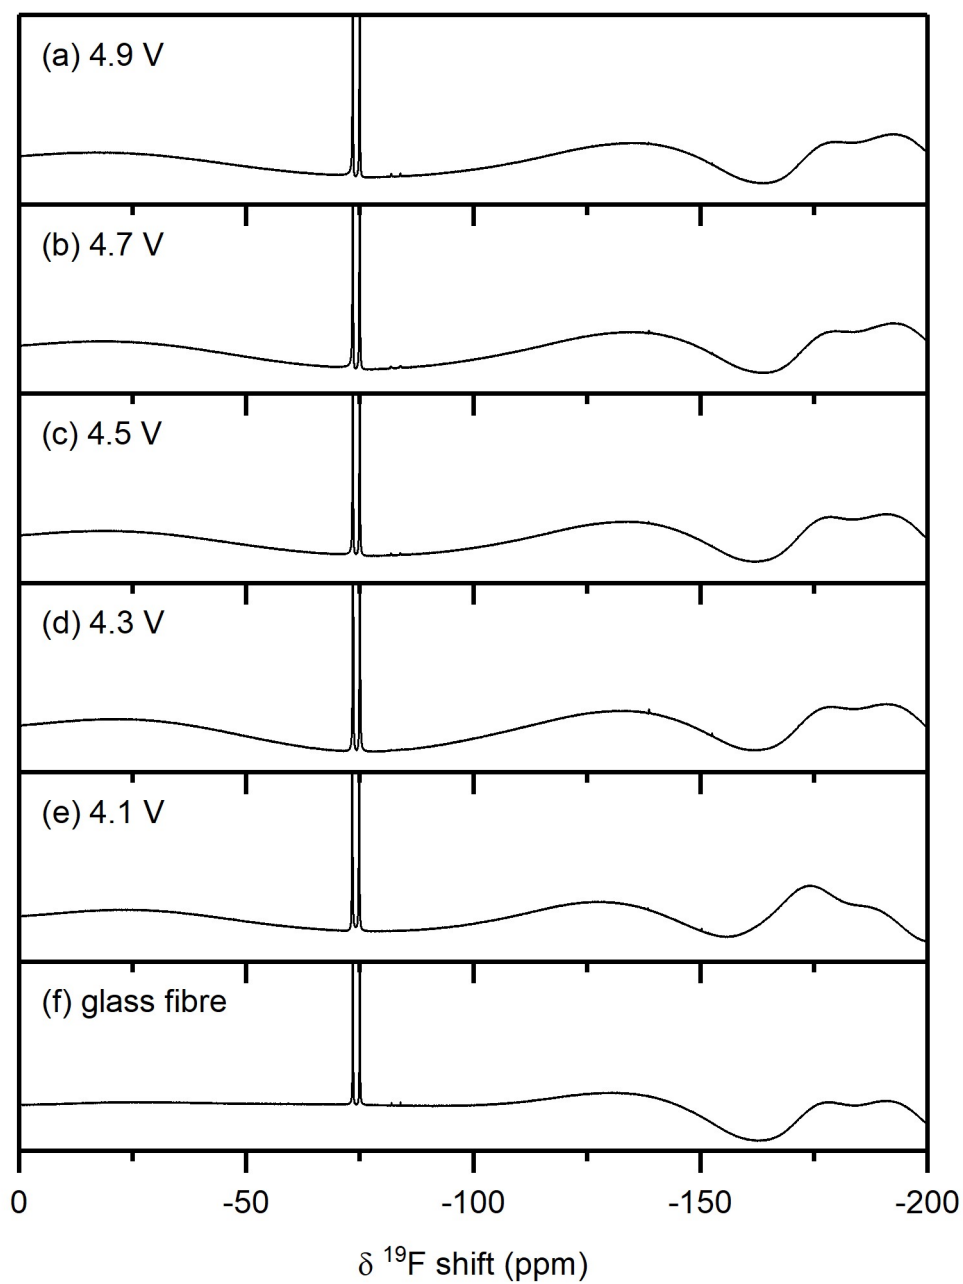 (a) 4.9 V
(b) 4.7 V
(c) 4.5 V
(d) 4.3 V
(e) 4.1 V
(f) glass fibre
0 -50 -100 -150 -200
δ ¹⁹F shift (ppm)